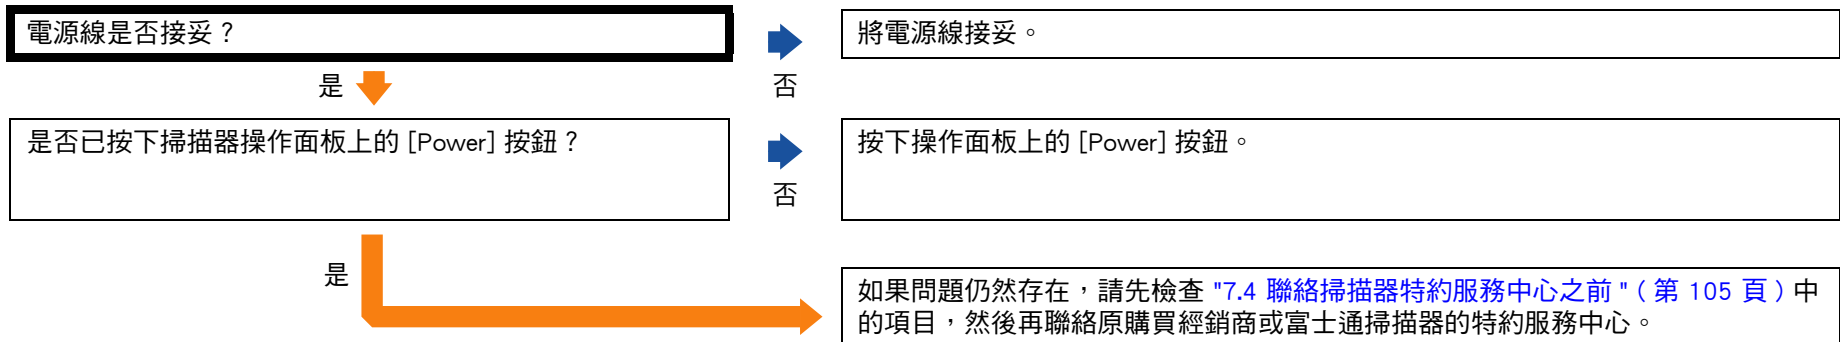 電源線是否接妥？
將電源線接妥。
是
否
是否已按下掃描器操作面板上的 [Power] 按鈕？
按下操作面板上的 [Power] 按鈕。
否
是
如果問題仍然存在，請先檢查 "7.4 聯絡掃描器特約服務中心之前 " ( 第 105 頁 ) 中
的項目，然後再聯絡原購買經銷商或富士通掃描器的特約服務中心。